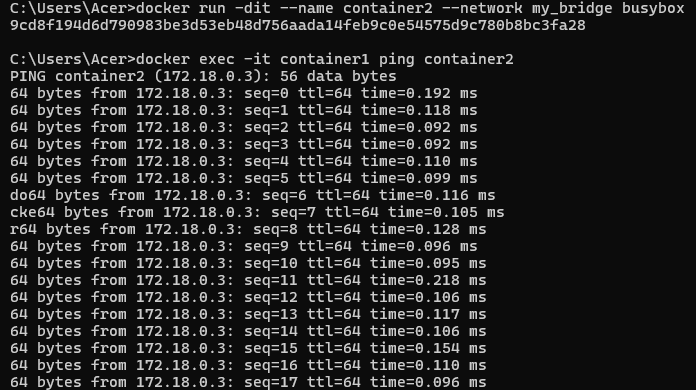 C:\Users\Acer>docker run -dit --name container2 --network my_bridge busybox
9cd8f194d6d790983be3d53eb48d756aada14feb9c0e54575d9c780b8bc3fa28
C:\Users\Acer>docker exec -it container1 ping container2
PING container2 (172.18.0.3): 56 data bytes
64 bytes from 172.18.0.3: seq=0 ttl=64 time=0.192 ms
64 bytes from 172.18.0.3: seq=1 ttl=64 time=0.118 ms
64 bytes from 172.18.0.3: seq=2 ttl=64 time=0.092 ms
64 bytes from 172.18.0.3: seq=3 ttl=64 time=0.092 ms
64 bytes from 172.18.0.3: seq=4 ttl=64 time=0.110 ms
64 bytes from 172.18.0.3: seq=5 ttl=64 time=0.099 ms
do64 bytes from 172.18.0.3: seq=6 ttl=64 time=0.116 ms
cke64 bytes from 172.18.0.3: seq=7 ttl=64 time=0.105 ms
r64 bytes from 172.18.0.3: seq=8 ttl=64 time=0.128 ms
64 bytes from 172.18.0.3: seq=9 ttl=64 time=0.096 ms
64 bytes from 172.18.0.3: seq=10 ttl=64 time=0.095 ms
64 bytes from 172.18.0.3: seq=11 ttl=64 time=0.218 ms
64 bytes from 172.18.0.3: seq=12 ttl=64 time=0.106 ms
64 bytes from 172.18.0.3: seq=13 ttl=64 time=0.117 ms
64 bytes from 172.18.0.3: seq=14 ttl=64 time=0.106 ms
64 bytes from 172.18.0.3: seq=15 ttl=64 time=0.154 ms
64 bytes from 172.18.0.3: seq=16 ttl=64 time=0.110 ms
64 bytes from 172.18.0.3: seq=17 ttl=64 time=0.096 ms